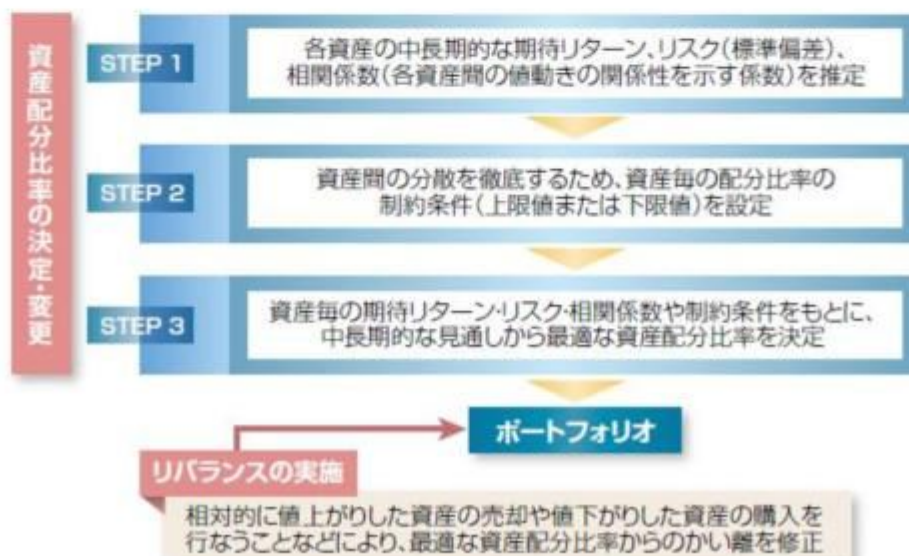 資産配分比率の決定・変更
STEP 1
各資産の中長期的な期待リターン、リスク(標準偏差)、
相関係数(各資産間の値動きの関係性を示す係数)を推定
STEP 2
資産間の分散を徹底するため、資産毎の配分比率の
制約条件(上限値または下限値)を設定
STEP 3
資産毎の期待リターン・リスク・相関係数や制約条件をもとに、
中長期的な見通しから最適な資産配分比率を決定
ポートフォリオ
リバランスの実施
相対的に値上がりした資産の売却や値下がりした資産の購入を
行なうことなどにより、最適な資産配分比率からのかい離を修正